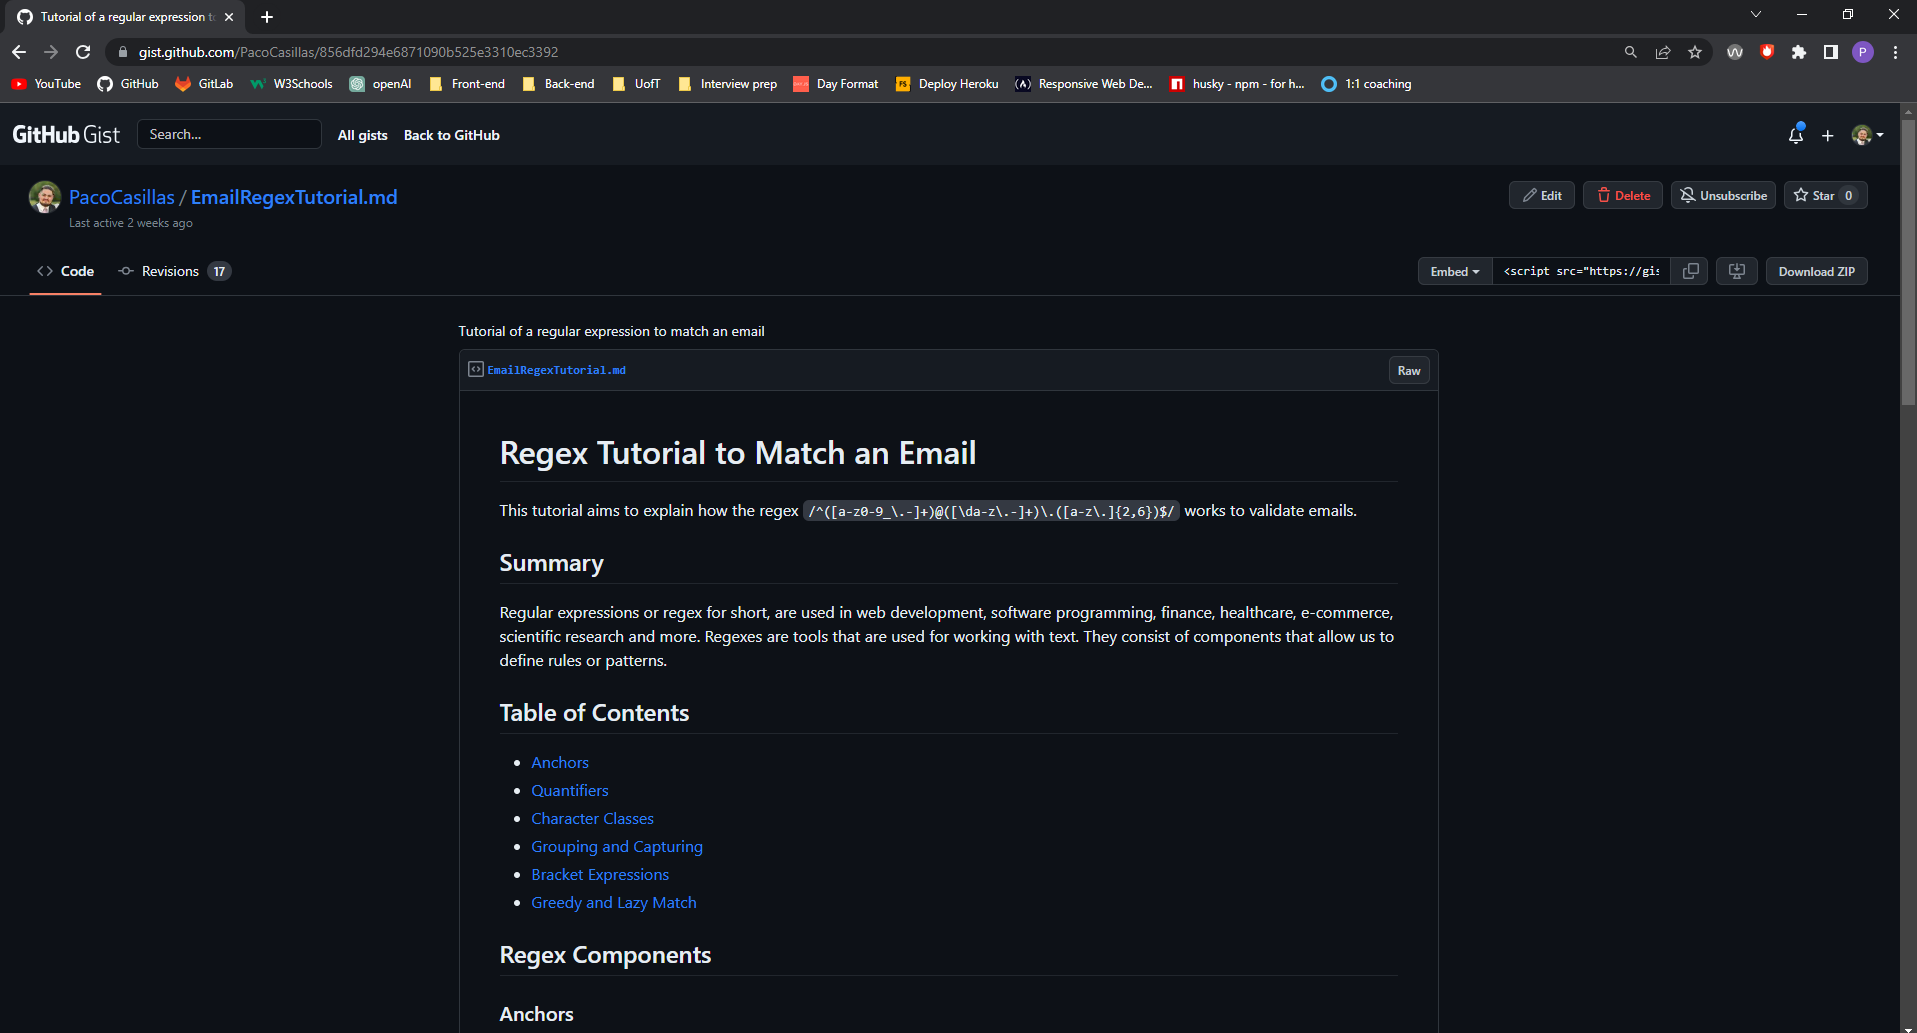 Tutorial of a regular expression t
gist.github.com/PacoCasillas/856dfd294e6871090b525e3310ec3392
P
YouTube GitHub GitLab W3Schools openAI Front-end Back-end UofT Interview prep Day Format Deploy Heroku Responsive Web De... husky - npm - for h... 1:1 coaching
GitHub Gist Search... All gists Back to GitHub
PacoCasillas / EmailRegexTutorial.md Edit Delete Unsubscribe Star 0
Last active 2 weeks ago
Code Revisions 17 Embed <script src="https://gis Download ZIP
Tutorial of a regular expression to match an email
EmailRegexTutorial.md Raw
Regex Tutorial to Match an Email
This tutorial aims to explain how the regex /^([a-z0-9_\.-]+)@([\da-z\.-]+)\.([a-z\.]{2,6})$/ works to validate emails.
Summary
Regular expressions or regex for short, are used in web development, software programming, finance, healthcare, e-commerce,
scientific research and more. Regexes are tools that are used for working with text. They consist of components that allow us to
define rules or patterns.
Table of Contents
Anchors
Quantifiers
Character Classes
Grouping and Capturing
Bracket Expressions
Greedy and Lazy Match
Regex Components
Anchors